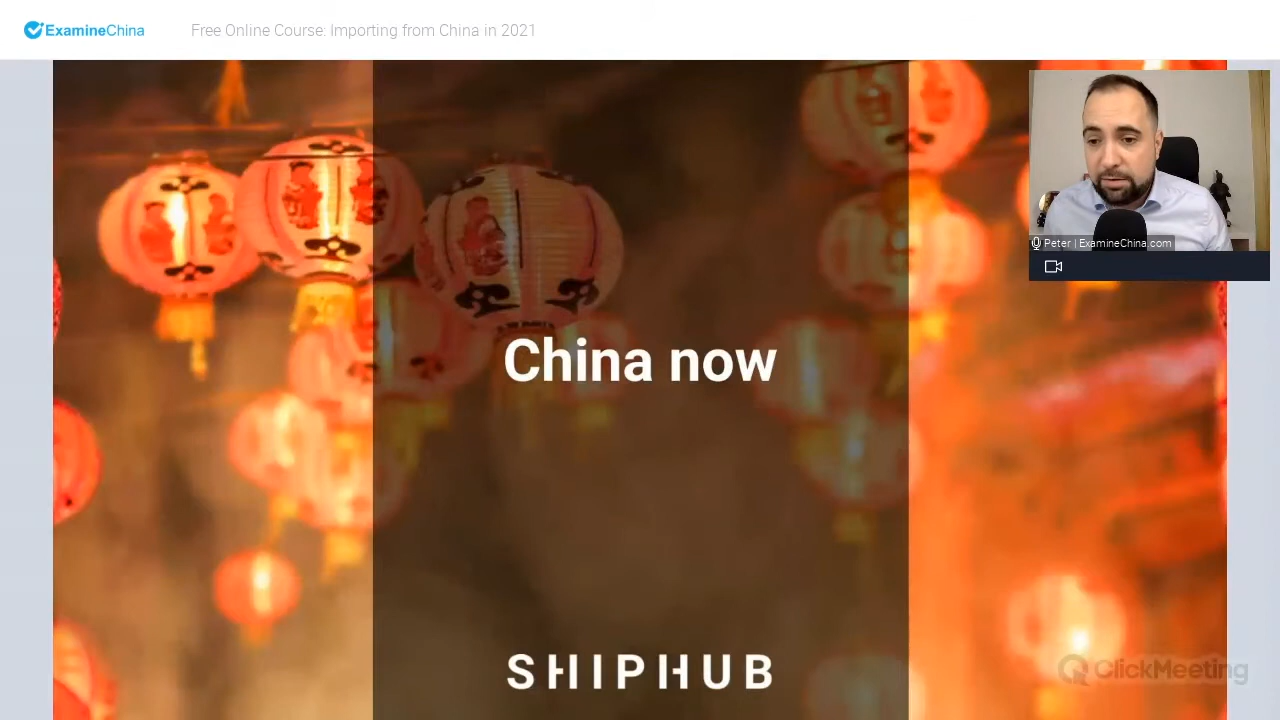 ExamineChina
Free Online Course: Importing from China in 2021
Peter | ExamineChina.com
China now
SHIPHUB
ClickMeeting